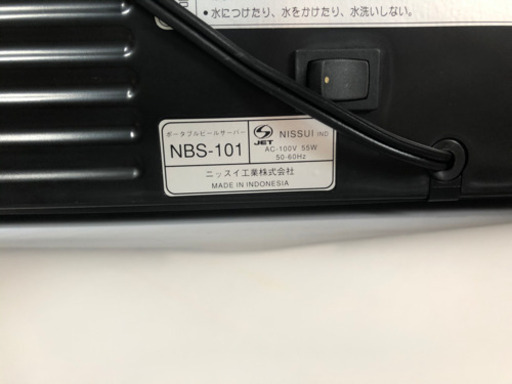 •水につけたり、水をかけたり、水洗いしない。
ポータブルビールサーバー
NBS-101
JET
NISSUI IND
AC-100V 55W
50-60Hz
ニッスイ工業株式会社
MADE IN INDONESIA